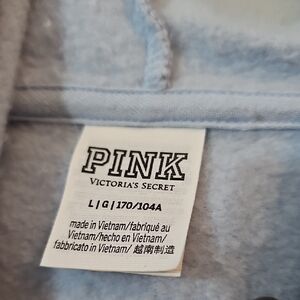 PINK
VICTORIA'S SECRET
L | G | 170/104A
made in Vietnam/fabriqué au
Vietnam/hecho en Vietnam/
fabbricato in Vietnam/ 越南制造